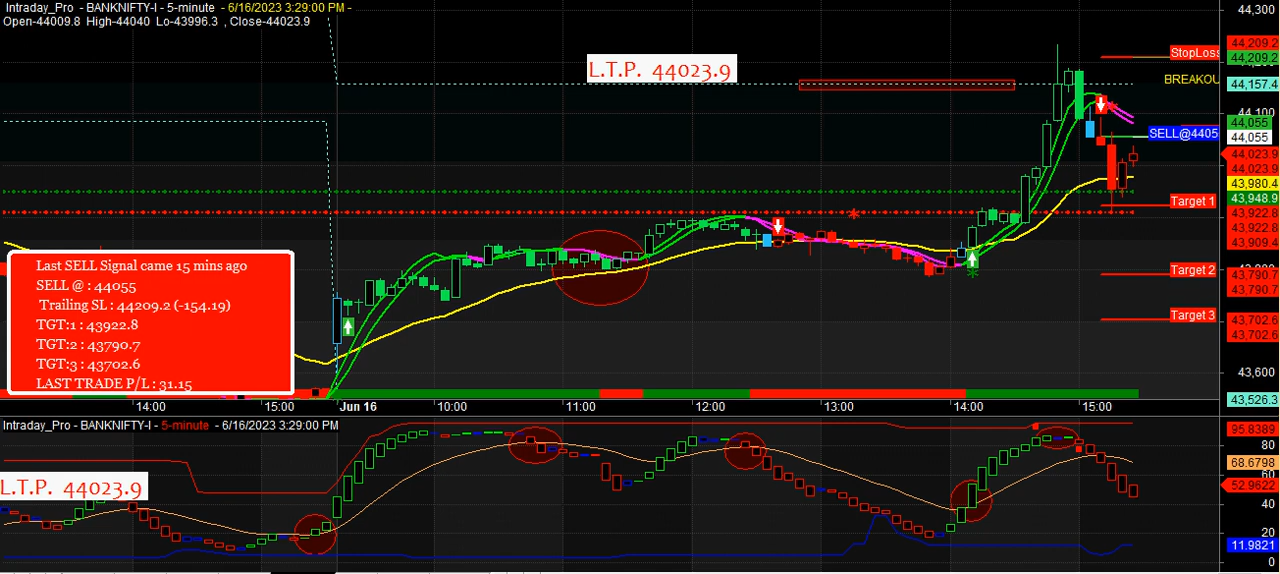 Intraday_Pro - BANKNIFTY-I - 5-minute - 6/16/2023 3:29:00 PM -
Open-44009.8 High-44040 Lo-43996.3 , Close-44023.9
L.T.P. 44023.9
StopLoss
BREAKOU
SELL@4405
Target 1
Target 2
Target 3
44,300
44,209.2
44,209.2
44,157.4
44,100
44,055
44,055
44,023.9
44,023.9
43,980.4
43,948.9
43,922.8
43,909.4
43,790.7
43,790.7
43,702.6
43,702.6
43,600
43,526.3
Last SELL Signal came 15 mins ago
SELL @ : 44055
Trailing SL : 44209.2 (-154.19)
TGT:1 : 43922.8
TGT:2 : 43790.7
TGT:3 : 43702.6
LAST TRADE P/L : 31.15
14:00 15:00 Jun 16 10:00 11:00 12:00 13:00 14:00 15:00
Intraday_Pro - BANKNIFTY-I - 5-minute - 6/16/2023 3:29:00 PM
L.T.P. 44023.9
95.8389
80
68.6798
52.9622
40
20
11.9821
0